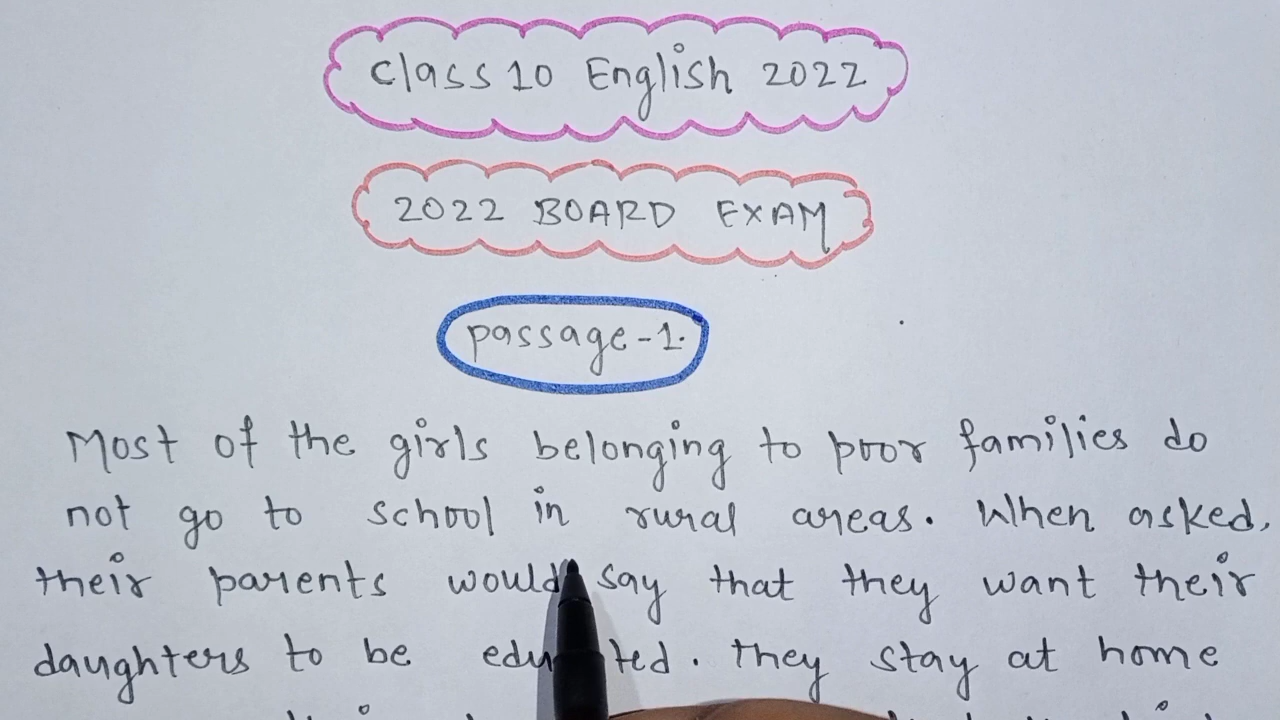 Class 10 English 2022
2022 BOARD EXAM
passage-1.
Most of the girls belonging to poor families do
not go to school in rural areas. When asked,
their parents would say that they want their
daughters to be . They stay at home